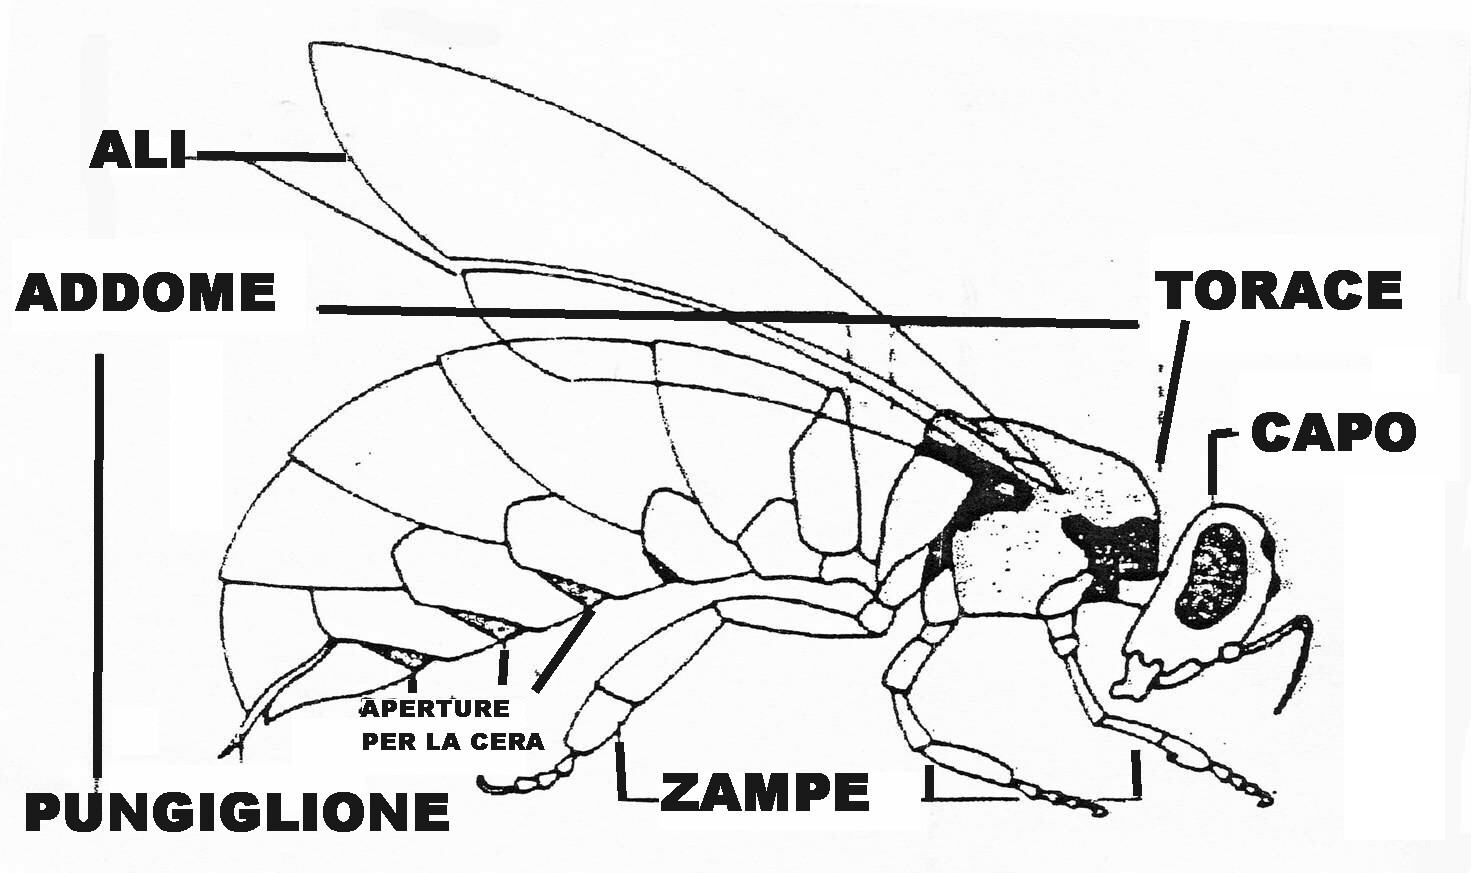 ALI
ADDOME
TORACE
CAPO
APERTURE
PER LA CERA
ZAMPE
PUNGIGLIONE